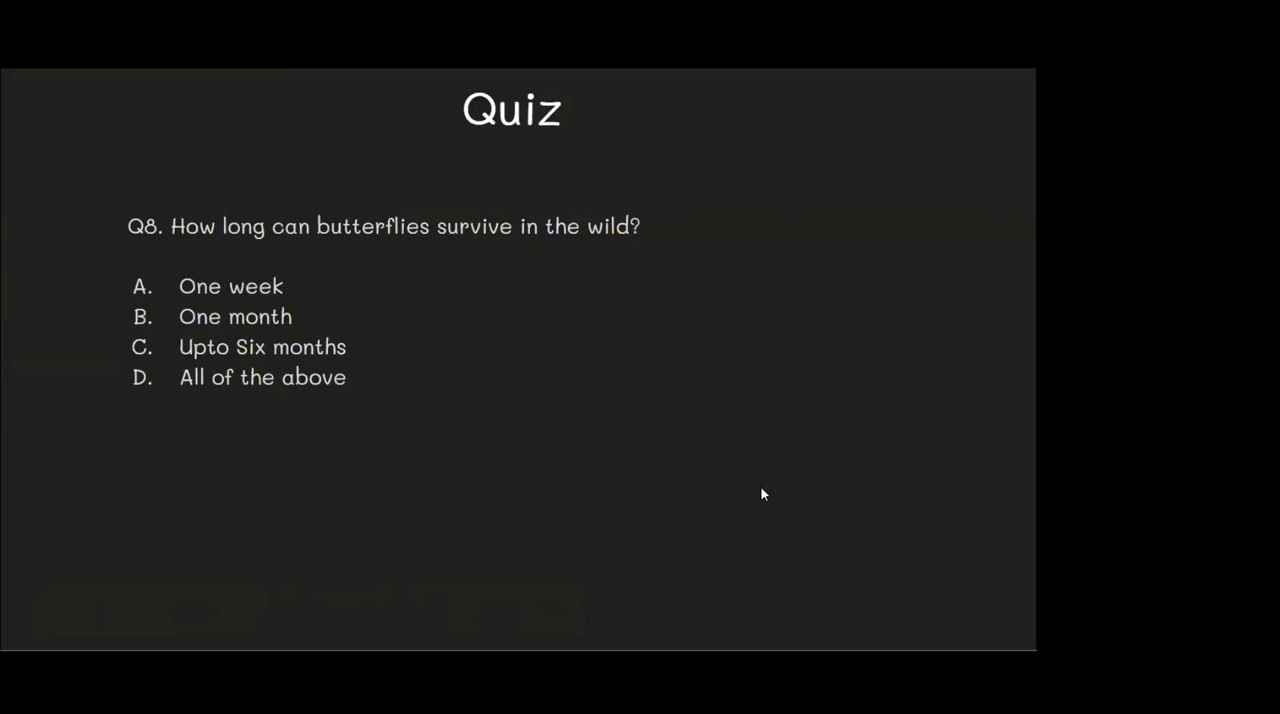 Quiz
Q8. How long can butterflies survive in the wild?
A. One week
B. One month
C. Upto Six months
D. All of the above